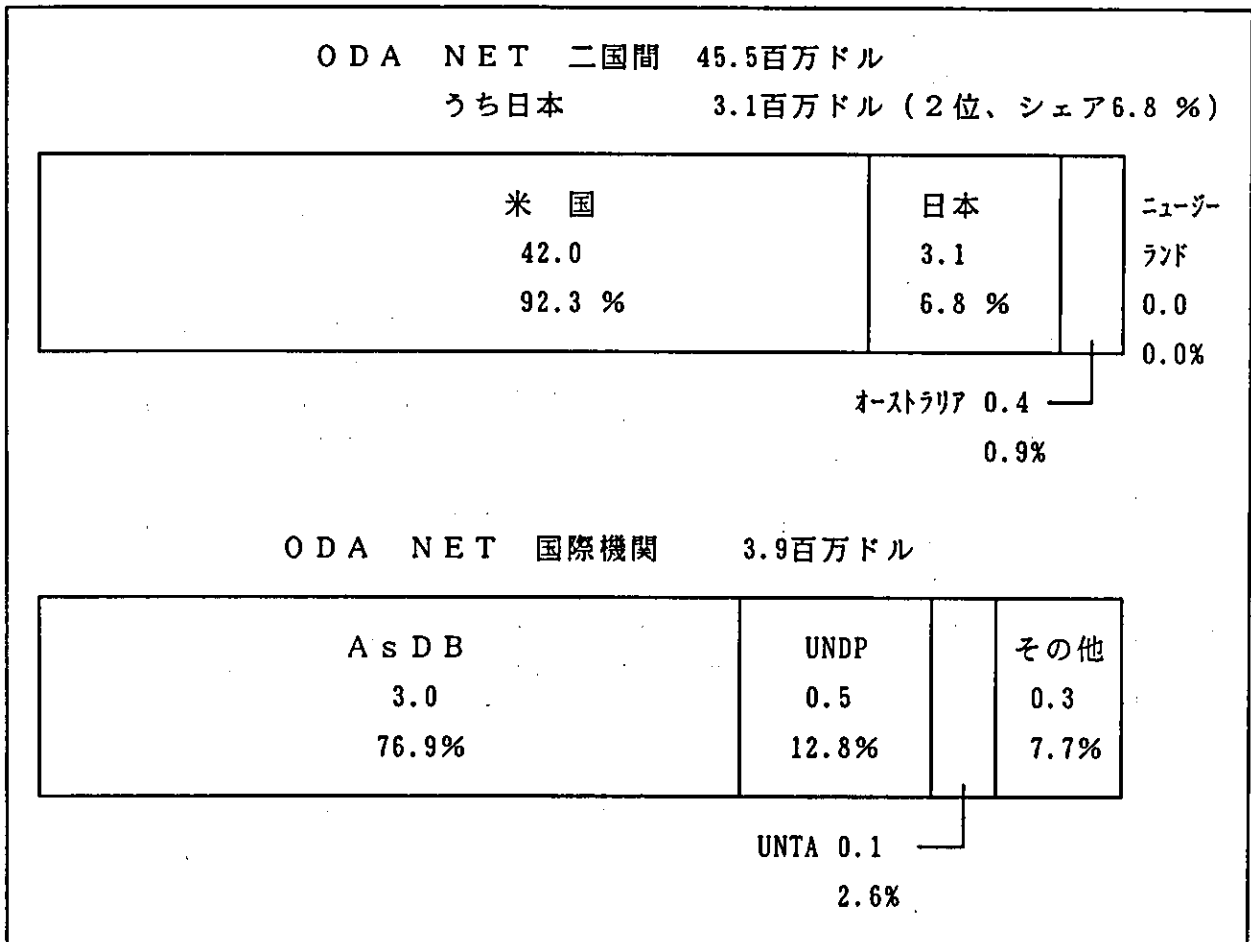 ＯＤＡ　ＮＥＴ　二国間　45.5百万ドル
うち日本　3.1百万ドル（２位、シェア6.8 %）
米　国
42.0
92.3 %
日本
3.1
6.8 %
ﾆｭｰｼﾞｰ
ﾗﾝﾄﾞ
0.0
0.0%
ｵｰｽﾄﾗﾘｱ 0.4
0.9%
ＯＤＡ　ＮＥＴ　国際機関　3.9百万ドル
ＡｓＤＢ
3.0
76.9%
UNDP
0.5
12.8%
その他
0.3
7.7%
UNTA 0.1
2.6%